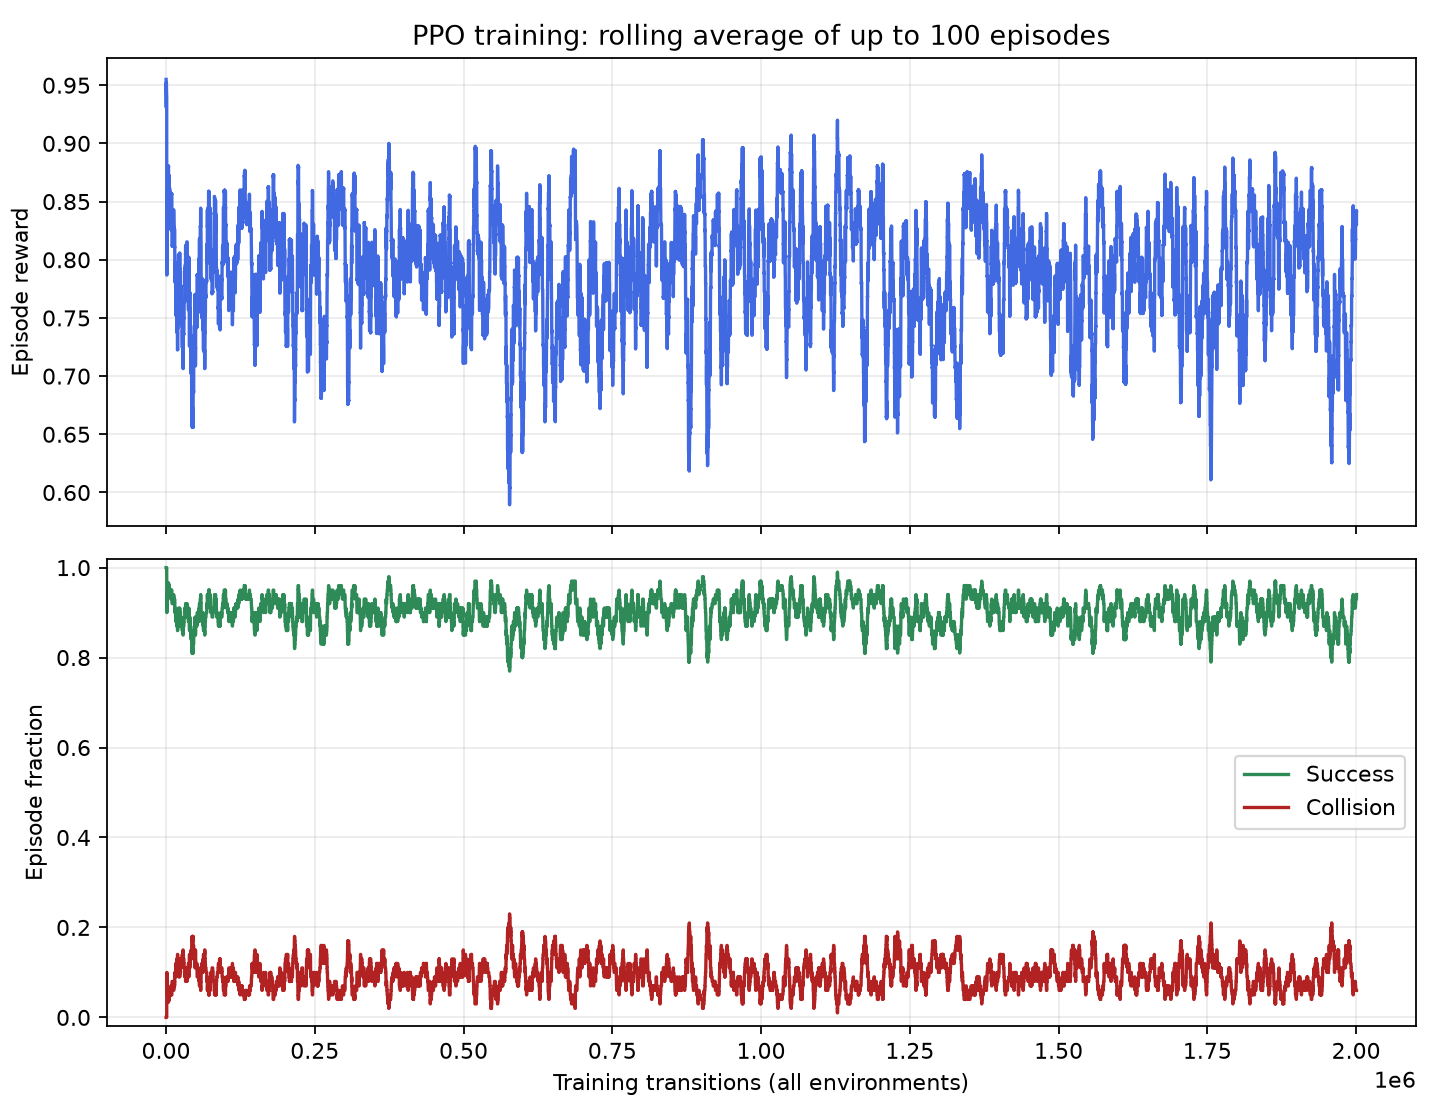 PPO training: rolling average of up to 100 episodes
Episode reward
0.95
0.90
0.85
0.80
0.75
0.70
0.65
0.60
Episode fraction
1.0
0.8
0.6
0.4
0.2
0.0
Success
Collision
0.00 0.25 0.50 0.75 1.00 1.25 1.50 1.75 2.00
Training transitions (all environments)
1e6